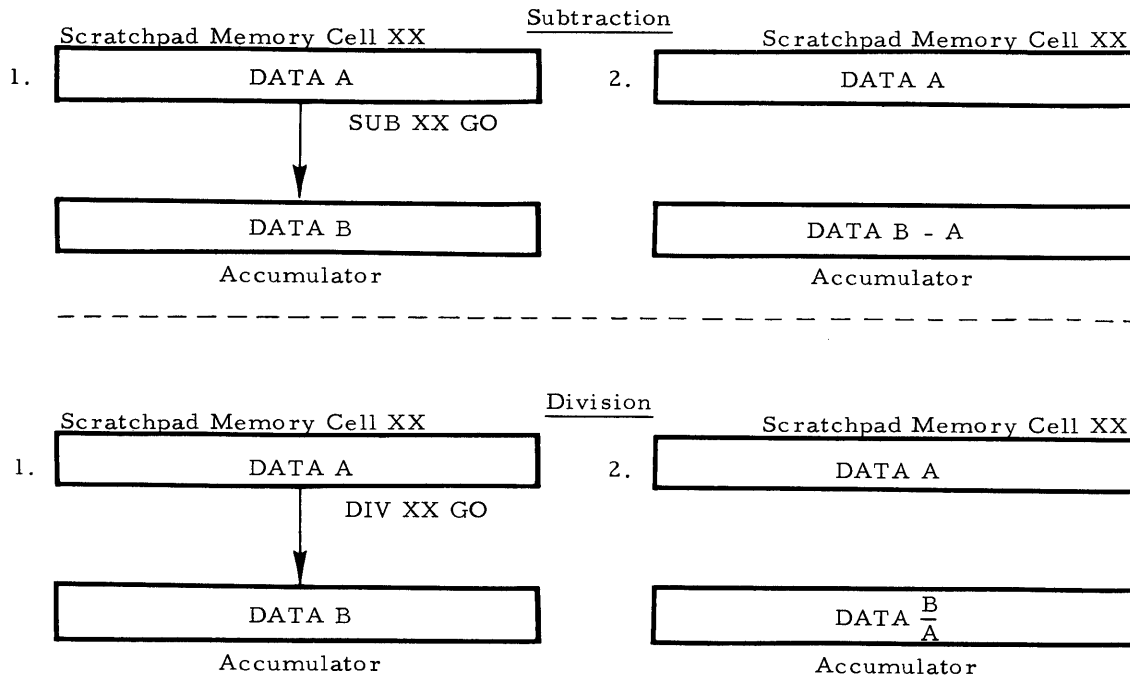 Subtraction
Scratchpad Memory Cell XX
Scratchpad Memory Cell XX
1.
DATA A
2.
DATA A
SUB XX GO
DATA B
DATA B - A
Accumulator
Accumulator
Division
Scratchpad Memory Cell XX
Scratchpad Memory Cell XX
1.
DATA A
2.
DATA A
DIV XX GO
DATA B
DATA B/A
Accumulator
Accumulator